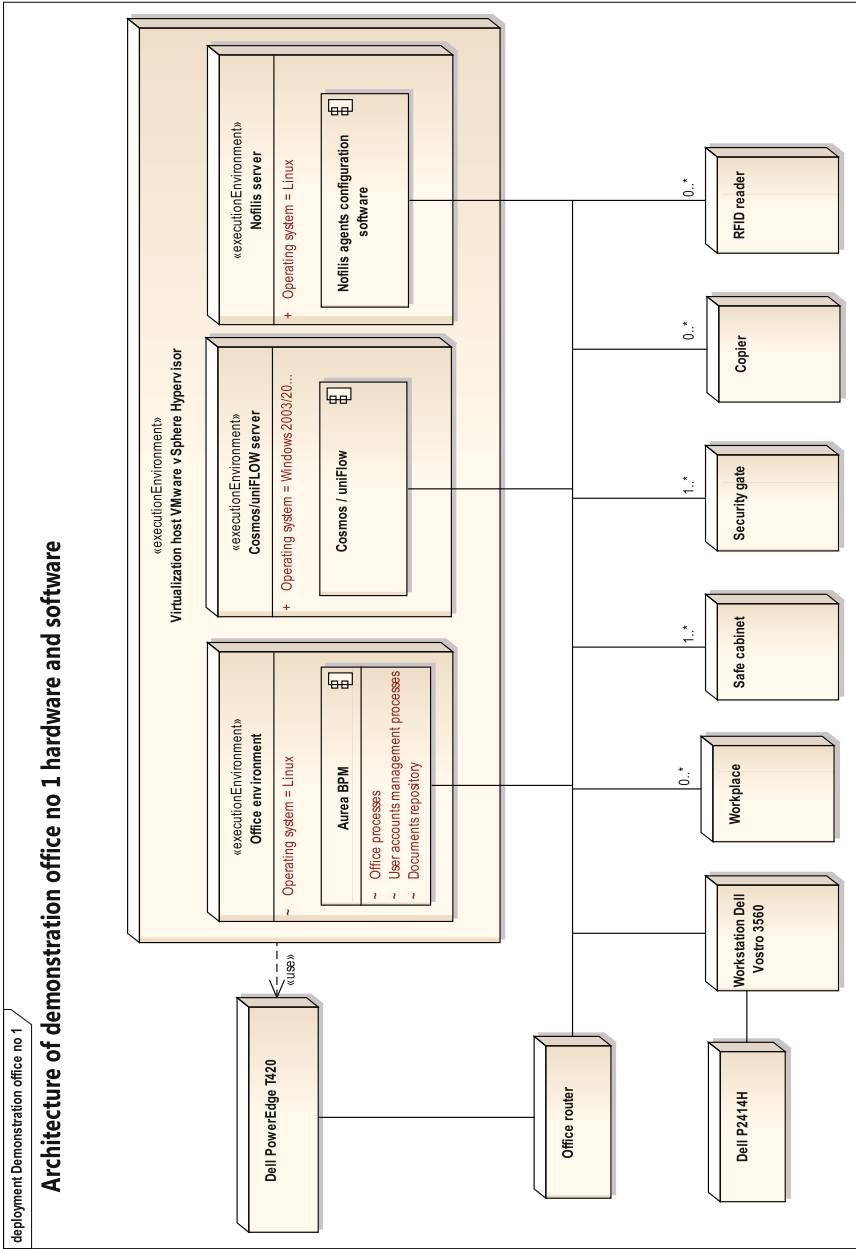 deployment Demonstration office no 1
Architecture of demonstration office no 1 hardware and software
«executionEnvironment»
Virtualization host VMware vSphere Hypervisor
«executionEnvironment»
Office environment
~ Operating system = Linux
Aurea BPM
~ Office processes
~ User accounts management processes
~ Documents repository
«executionEnvironment»
Cosmos/uniFLOW server
+ Operating system = Windows 2003/20...
Cosmos / uniFlow
«executionEnvironment»
Nofilis server
+ Operating system = Linux
Nofilis agents configuration
software
Dell PowerEdge T420
«use»
Office router
Dell P2414H
Workstation Dell
Vostro 3560
0..*
Workplace
1..*
Safe cabinet
1..*
Security gate
0..*
Copier
0..*
RFID reader